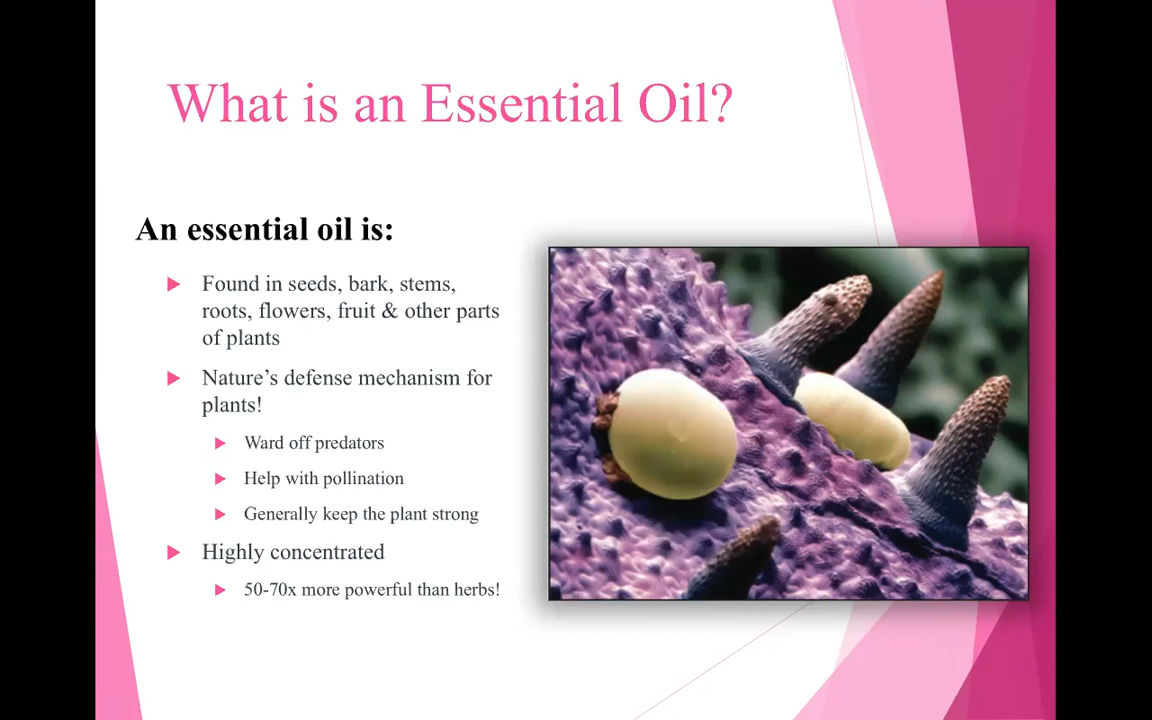 What is an Essential Oil?
An essential oil is:
Found in seeds, bark, stems,
roots, flowers, fruit & other parts
of plants
Nature’s defense mechanism for
plants!
Ward off predators
Help with pollination
Generally keep the plant strong
Highly concentrated
50-70x more powerful than herbs!